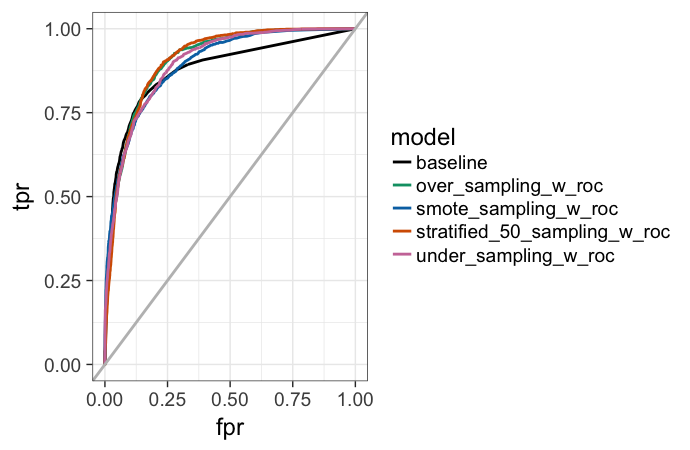 1.00
0.75
0.50
0.25
0.00
tpr
0.00 0.25 0.50 0.75 1.00
fpr
model
baseline
over_sampling_w_roc
smote_sampling_w_roc
stratified_50_sampling_w_roc
under_sampling_w_roc